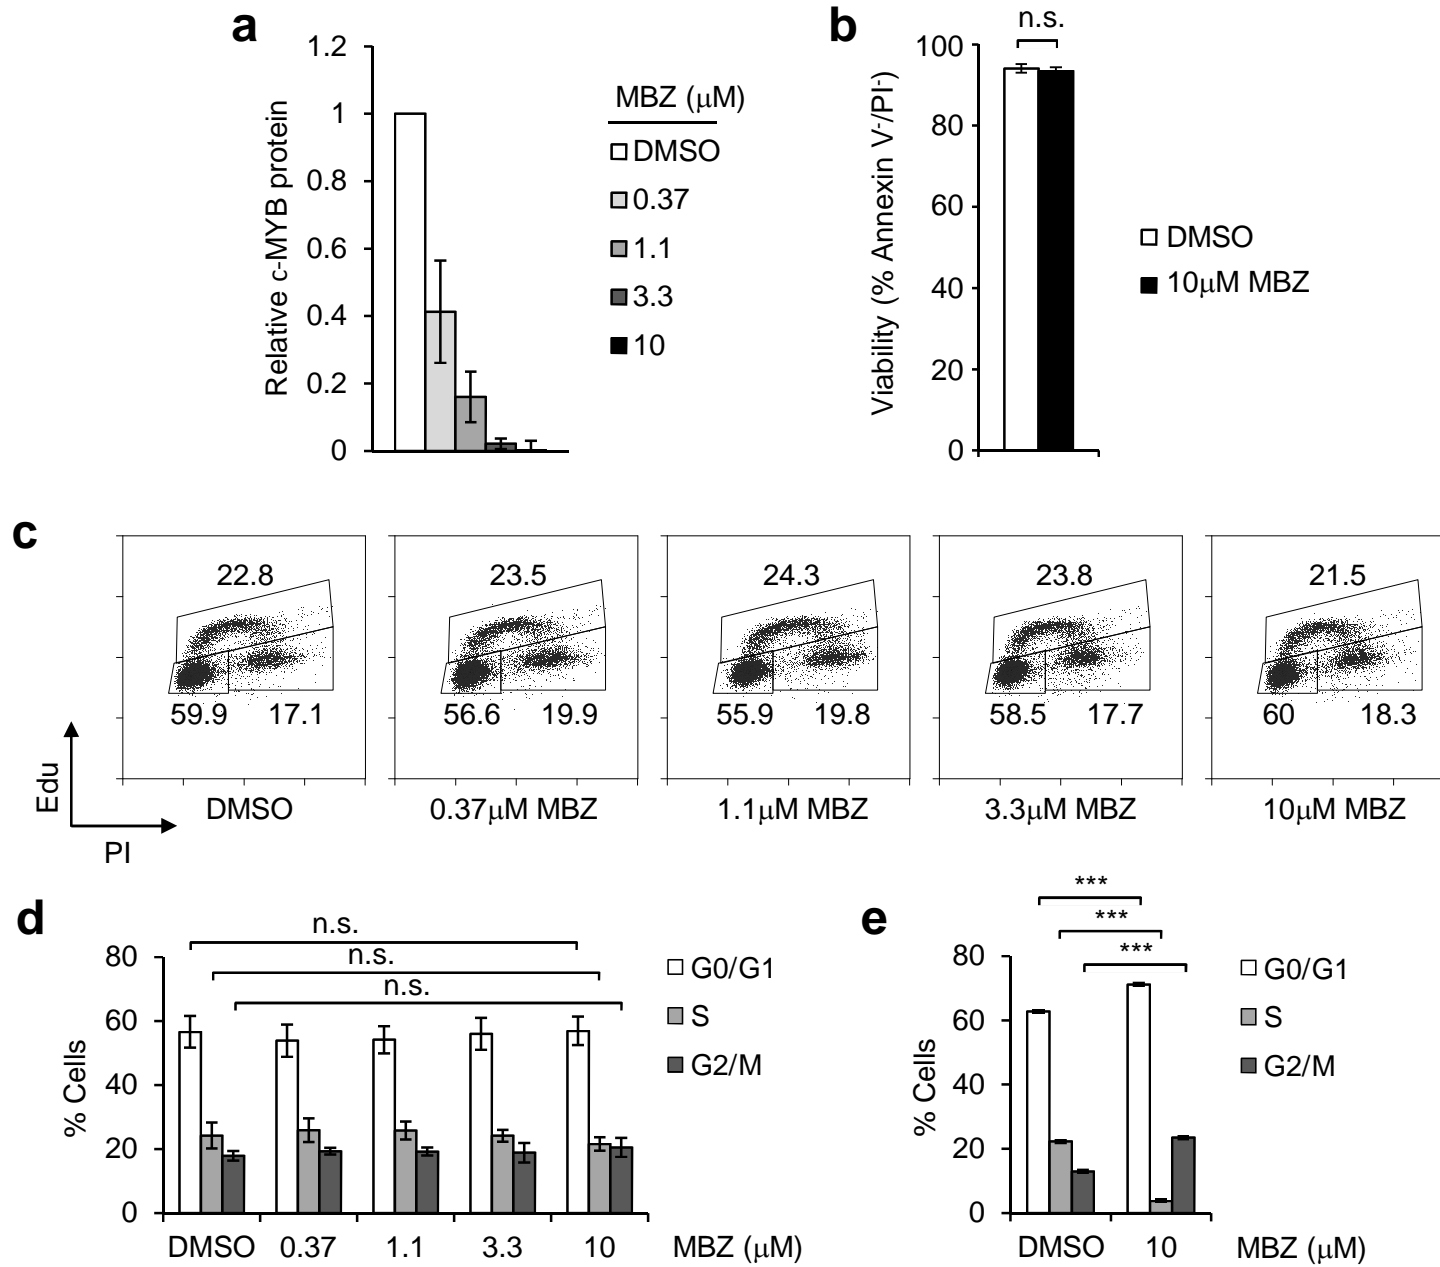 a
1.2
1
0.8
0.6
0.4
0.2
0
Relative c-MYB protein
MBZ (μM)
DMSO
0.37
1.1
3.3
10
b
n.s.
100
80
60
40
20
0
Viability (% Annexin V-/PI-)
DMSO
10μM MBZ
c
22.8
59.9 17.1
DMSO
23.5
56.6 19.9
0.37μM MBZ
24.3
55.9 19.8
1.1μM MBZ
23.8
58.5 17.7
3.3μM MBZ
21.5
60 18.3
10μM MBZ
Edu
PI
d
n.s.
n.s.
n.s.
80
60
40
20
0
% Cells
DMSO 0.37 1.1 3.3 10 MBZ (μM)
G0/G1
S
G2/M
e
***
***
***
80
60
40
20
0
% Cells
DMSO 10 MBZ (μM)
G0/G1
S
G2/M